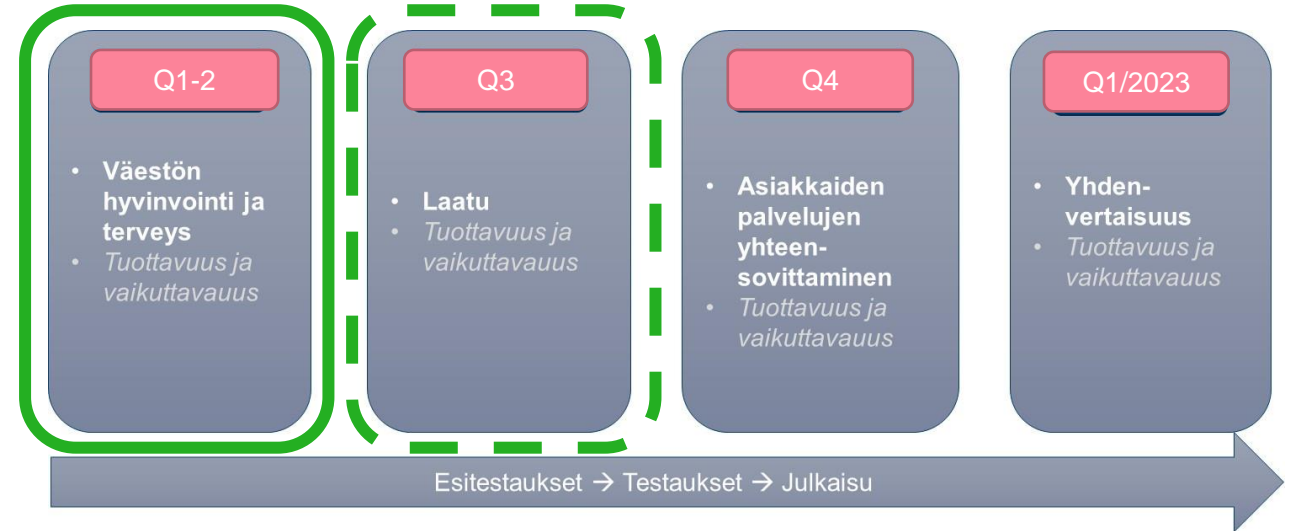 Q1-2
• Väestön
hyvinvointi ja
terveys
• Tuottavuus ja
vaikuttavauus
Q3
• Laatu
• Tuottavuus ja
vaikuttavauus
Q4
• Asiakkaiden
palvelujen
yhteen-
sovittaminen
• Tuottavuus ja
vaikuttavauus
Q1/2023
• Yhden-
vertaisuus
• Tuottavuus ja
vaikuttavauus
Esitestaukset → Testaukset → Julkaisu